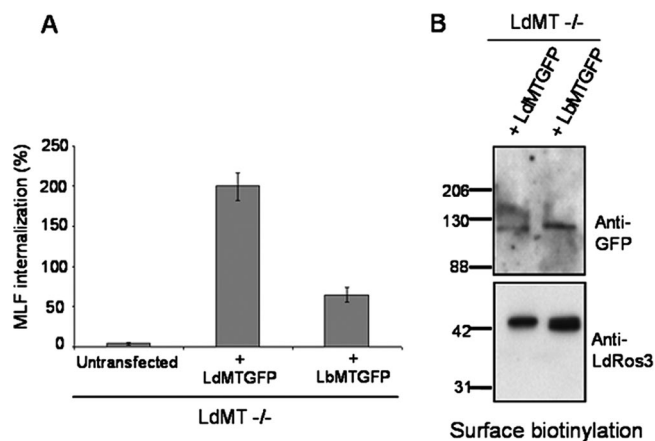 A
MLF internalization (%)
250
200
150
100
50
0
Untransfected
+
LdMTGFP
+
LbMTGFP
LdMT -/-
B
LdMT -/-
+ LdMTGFP
+ LbMTGFP
206
130
88
Anti-
GFP
42
31
Anti-
LdRos3
Surface biotinylation